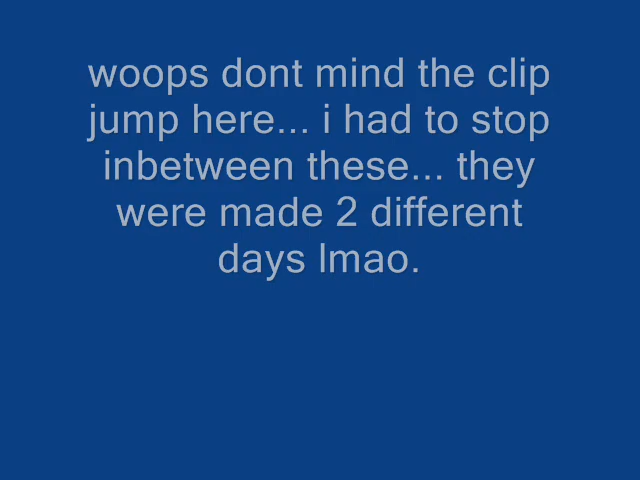 woops dont mind the clip
jump here... i had to stop
inbetween these... they
were made 2 different
days lmao.